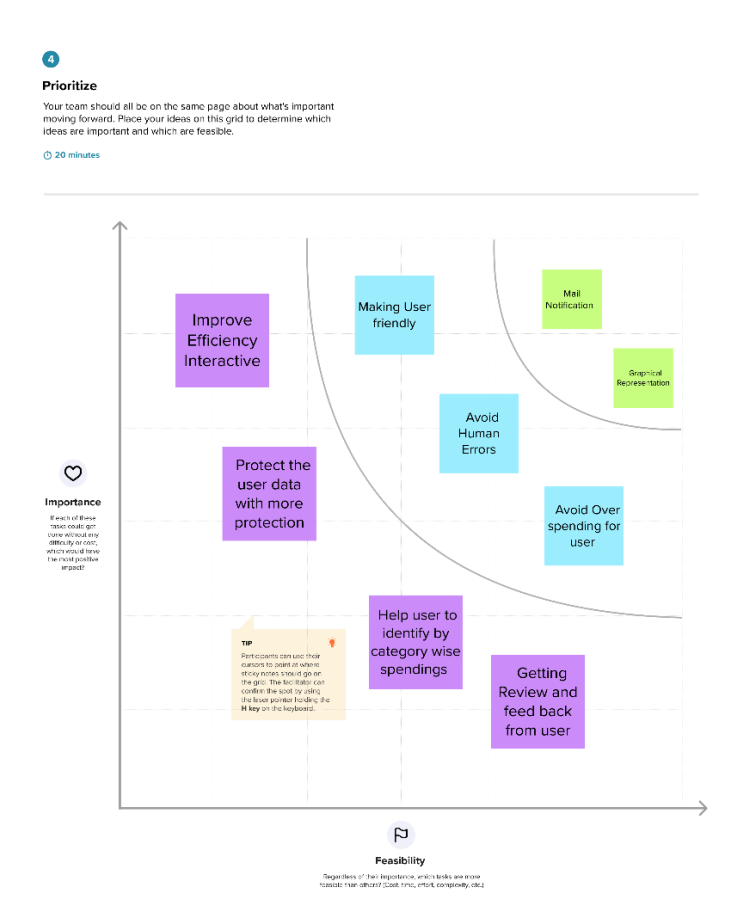 4
Prioritize
Your team should all be on the same page about what's important
moving forward. Place your ideas on this grid to determine which
ideas are important and which are feasible.
20 minutes
Improve
Efficiency
Interactive
Making User
friendly
Mail
Notification
Graphical
Representation
Avoid
Human
Errors
Protect the
user data
with more
protection
Importance
If each of these
tasks could get
done without any
difficulty or cost,
which would have
the most positive
impact?
Avoid Over
spending for
user
Help user to
identify by
category wise
spendings
TIP
Participants can use their
cursors to point at where
sticky notes should go on
the grid. The facilitator can
confirm the spot by using
the laser pointer holding the
H key on the keyboard.
Getting
Review and
feed back
from user
Feasibility
Regardless of their importance, which tasks are more
feasible than others? (Cost, time, effort, complexity, etc.)